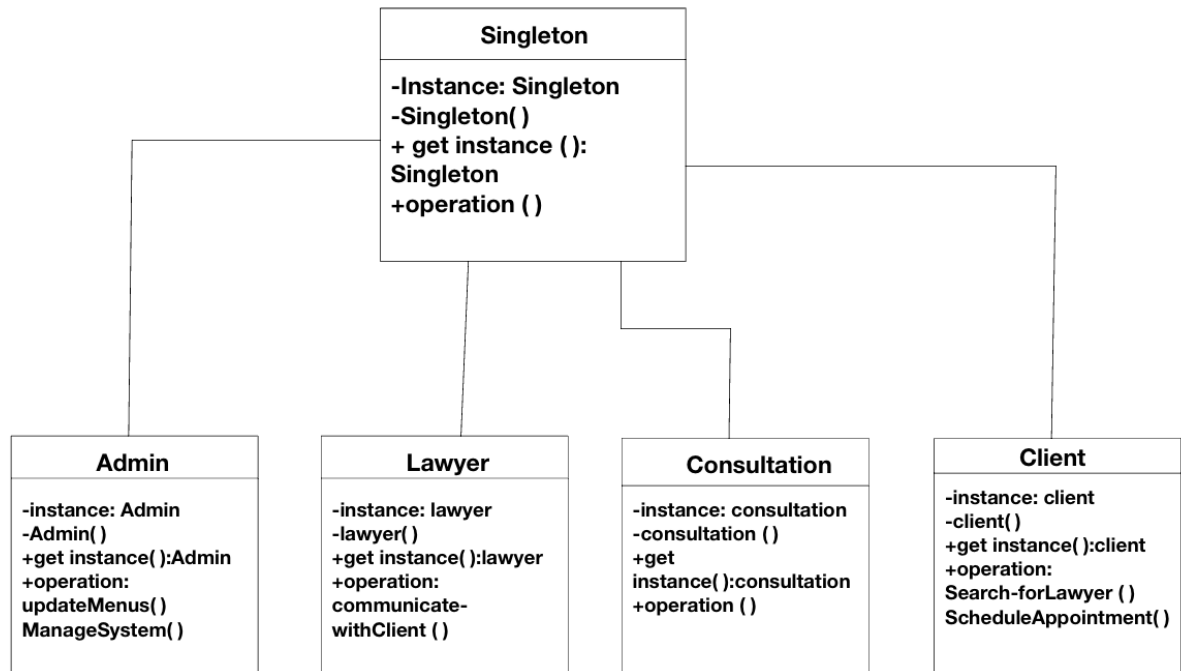 Singleton
-Instance: Singleton
-Singleton( )
+ get instance ( ):
Singleton
+operation ( )
Admin
-instance: Admin
-Admin( )
+get instance( ):Admin
+operation:
updateMenus( )
ManageSystem( )
Lawyer
-instance: lawyer
-lawyer( )
+get instance( ):lawyer
+operation:
communicate-
withClient ( )
Consultation
-instance: consultation
-consultation ( )
+get
instance( ):consultation
+operation ( )
Client
-instance: client
-client( )
+get instance( ):client
+operation:
Search-forLawyer ( )
ScheduleAppointment( )